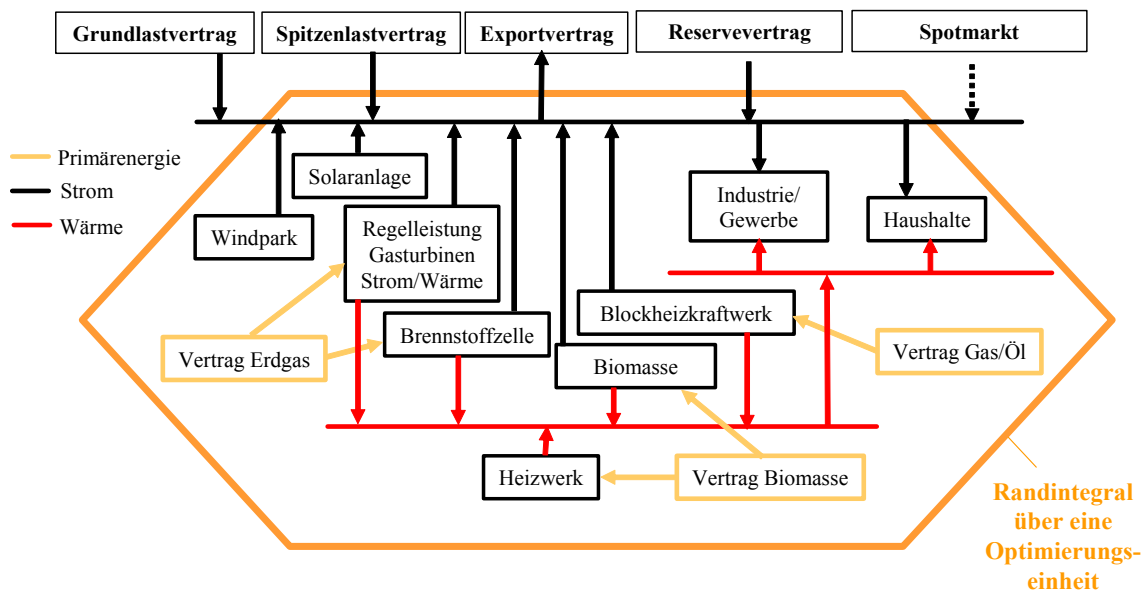 Grundlastvertrag
Spitzenlastvertrag
Exportvertrag
Reservevertrag
Spotmarkt
Primärenergie
Strom
Wärme
Solaranlage
Windpark
Regelleistung
Gasturbinen
Strom/Wärme
Industrie/
Gewerbe
Haushalte
Blockheizkraftwerk
Brennstoffzelle
Vertrag Erdgas
Biomasse
Vertrag Gas/Öl
Heizwerk
Vertrag Biomasse
Randintegral
über eine
Optimierungs-
einheit